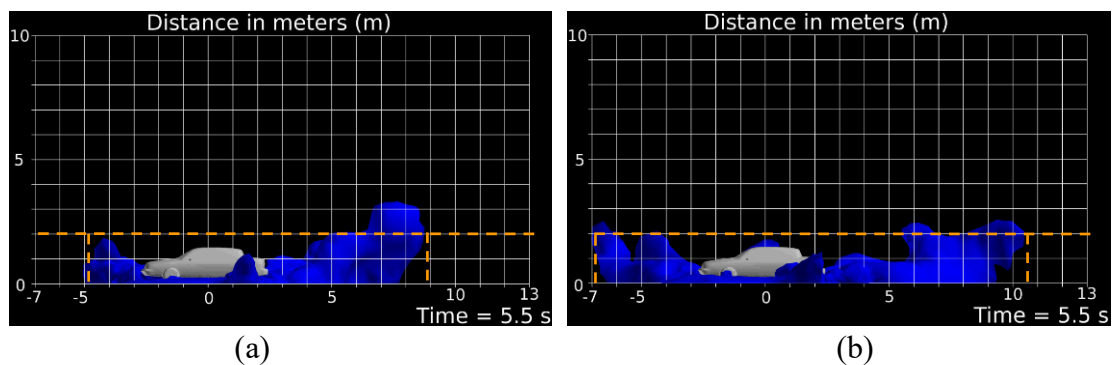 Distance in meters (m)
10
5
0
-7 -5 0 5 10 13
Time = 5.5 s
(a)
Distance in meters (m)
10
5
0
-7 -5 0 5 10 13
Time = 5.5 s
(b)